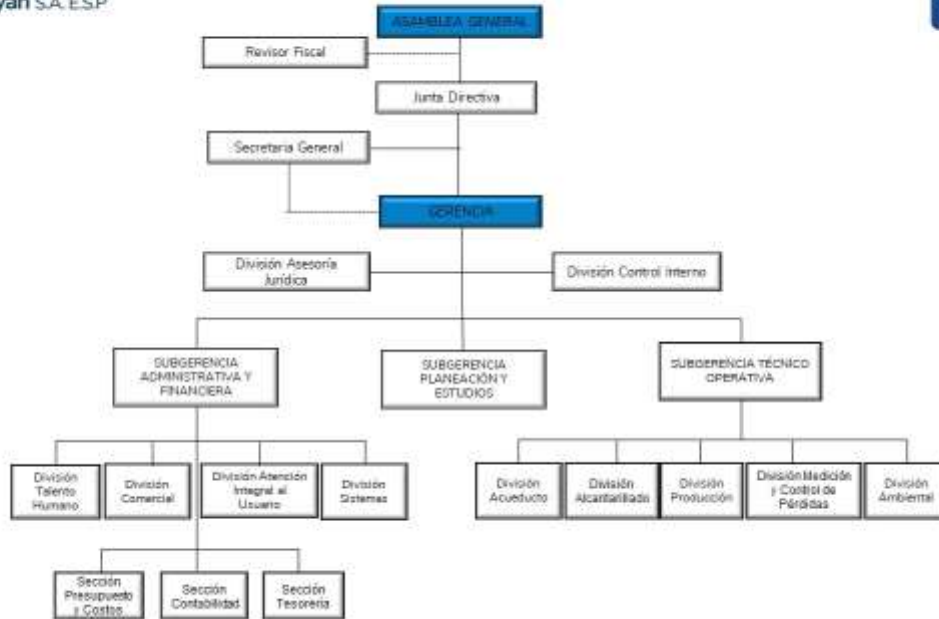 S.A. E.S.P
ASAMBLEA GENERAL
Revisor Fiscal
Junta Directiva
Secretaria General
GERENCIA
División Asesoría
Jurídica
División Control Interno
SUBGERENCIA
ADMINISTRATIVA Y
FINANCIERA
SUBGERENCIA
PLANEACIÓN Y
ESTUDIOS
SUBGERENCIA TÉCNICO
OPERATIVA
División
Talento
Humano
División
Comercial
División Atención
Integral al
Usuario
División
Sistemas
División
Acueducto
División
Alcantarillado
División
Producción
División Medición
y Control de
Pérdidas
División
Ambiental
Sección
Presupuesto
y Costos
Sección
Contabilidad
Sección
Tesorería